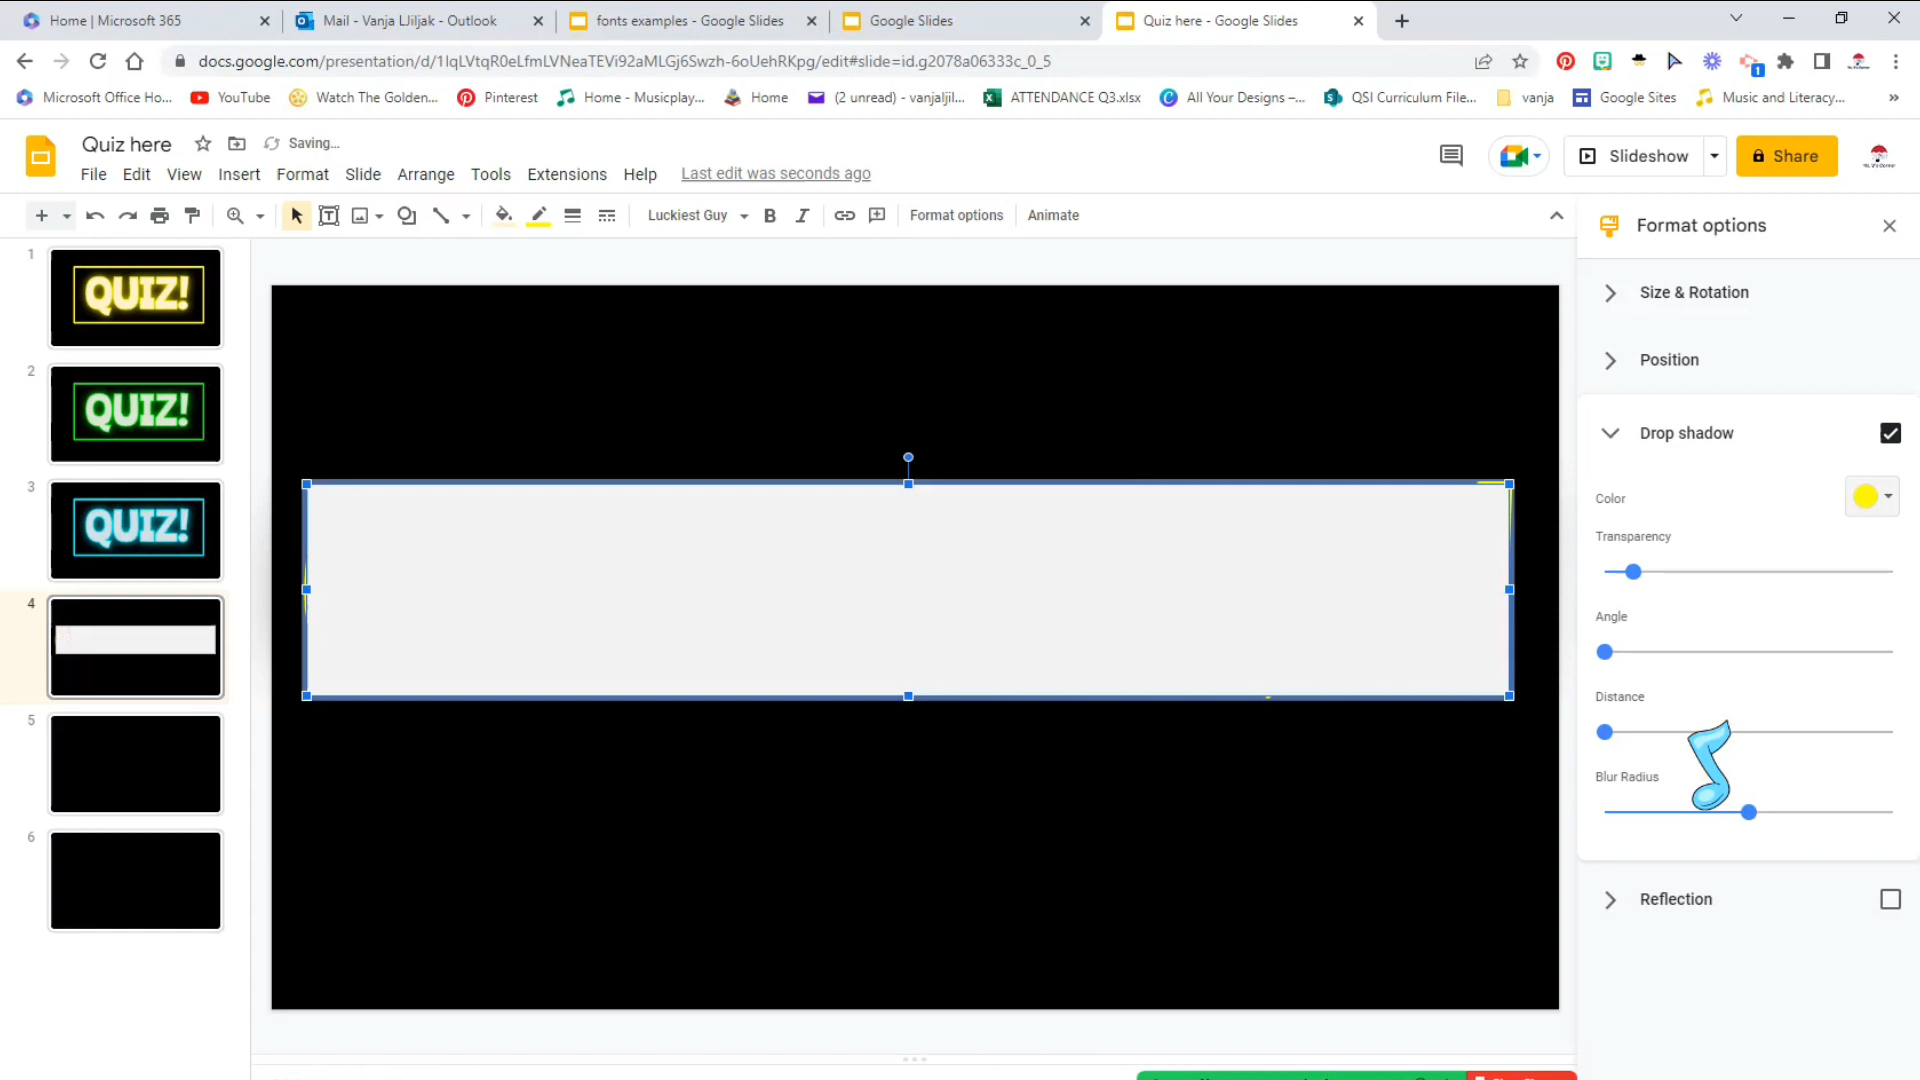 Home | Microsoft 365
Mail - Vanja LJiljak - Outlook
fonts examples - Google Slides
Google Slides
Quiz here - Google Slides
docs.google.com/presentation/d/1IqLVtqR0eLfmLVNeaTEVi92aMLGj6Swzh-6oUehRKpg/edit#slide=id.g2078a06333c_0_5
1
Microsoft Office Ho...
YouTube
Watch The Golden...
Pinterest
Home - Musicplay...
Home
(2 unread) - vanjaljil...
ATTENDANCE Q3.xlsx
All Your Designs –...
QSI Curriculum File...
vanja
Google Sites
Music and Literacy...
Quiz here
Saving...
Slideshow
Share
File Edit View Insert Format Slide Arrange Tools Extensions Help Last edit was seconds ago
Luckiest Guy
B
I
Format options
Animate
Format options
1
QUIZ!
2
QUIZ!
3
QUIZ!
4
5
6
Size & Rotation
Position
Drop shadow
Color
Transparency
Angle
Distance
Blur Radius
Reflection